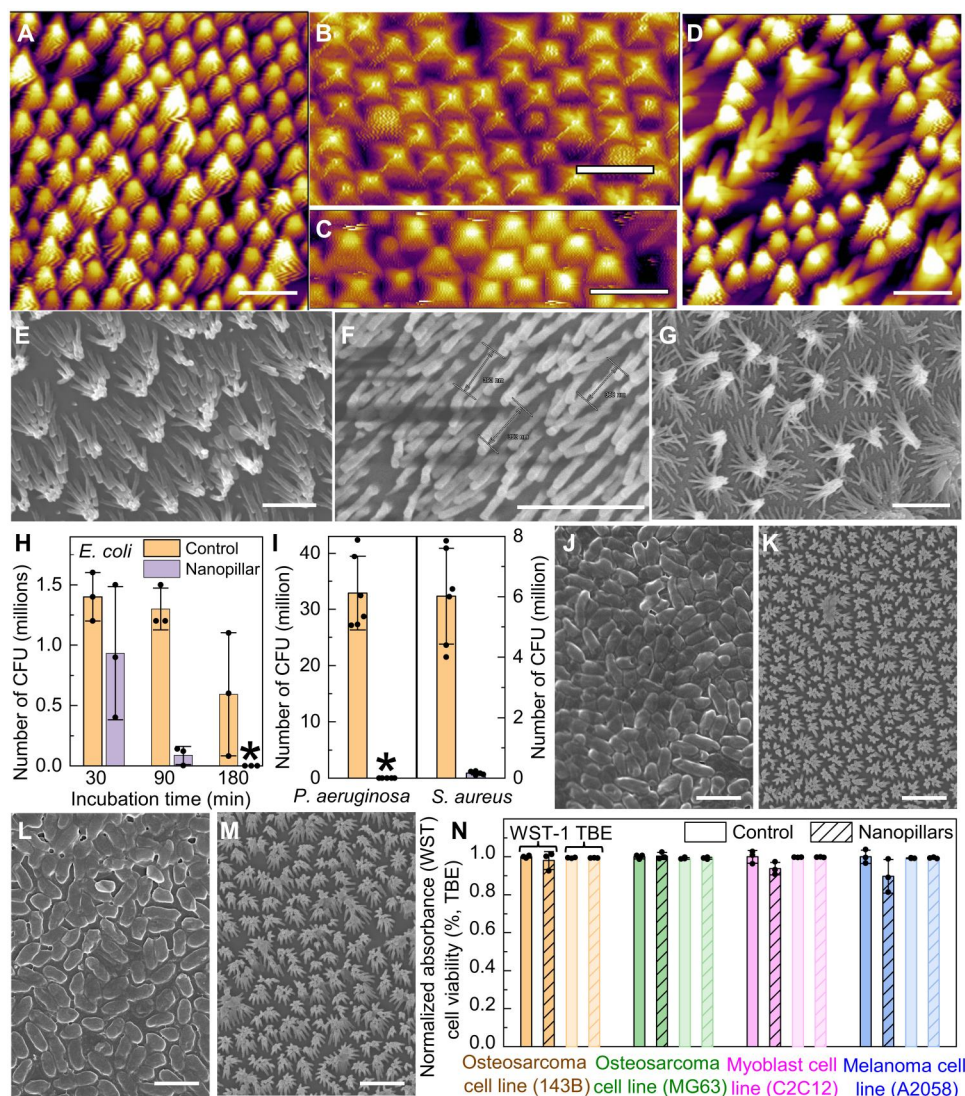 A
B
D
C
E
F
G
H
E. coli
Control
Nanopillar
Number of CFU (millions)
1.5
1.0
0.5
0.0
30 90 180
Incubation time (min)
I
Number of CFU (million)
40
30
20
10
0
8
6
4
2
0
Number of CFU (million)
P. aeruginosa S. aureus
J
K
L
M
N
WST-1 TBE
Control
Nanopillars
Normalized absorbance (WST)
cell viability (%, TBE)
1.0
0.8
0.6
0.4
0.2
0.0
Osteosarcoma
cell line (143B)
Osteosarcoma
cell line (MG63)
Myoblast cell
line (C2C12)
Melanoma cell
line (A2058)